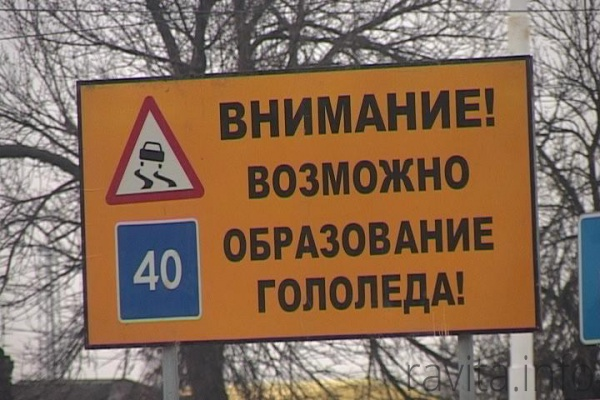 ВНИМАНИЕ!
ВОЗМОЖНО
ОБРАЗОВАНИЕ
ГОЛОЛЕДА!
40
ravita.info